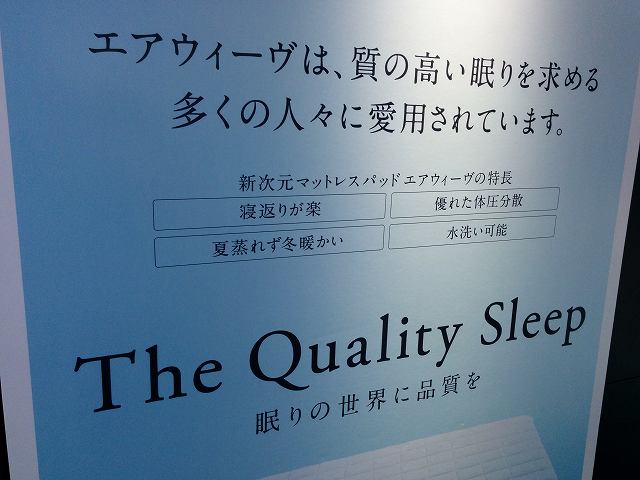 エアウィーヴは、質の高い眠りを求める
多くの人々に愛用されています。
新次元マットレスパッドエアウィーヴの特長
寝返りが楽 優れた体圧分散
夏蒸れず冬暖かい 水洗い可能
The Quality Sleep
眠りの世界に品質を